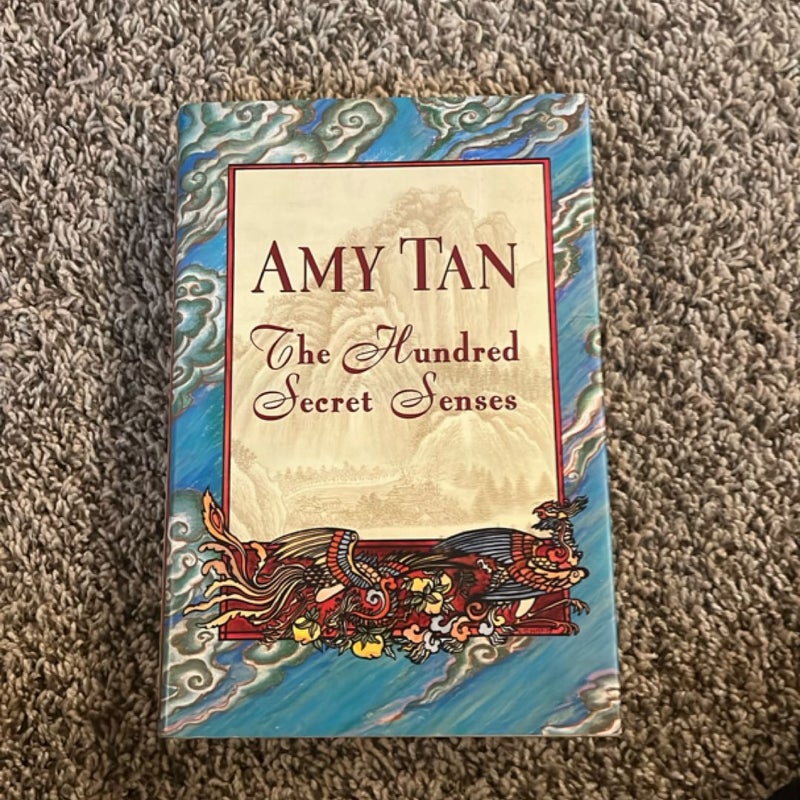 AMY TAN
The Hundred
Secret Senses